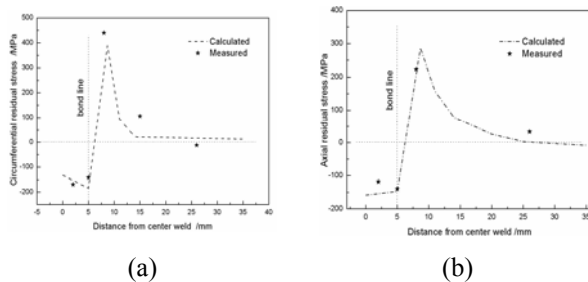 500
400
300
200
100
0
-100
-200
-5 0 5 10 15 20 25 30 35 40
Circumferential residual stress /MPa
Distance from center weld /mm
bond line
Calculated
Measured
(a)
400
300
200
100
0
-100
-200
0 5 10 15 20 25 30 35
Axial residual stress /MPa
Distance from center weld /mm
bond line
Calculated
Measured
(b)